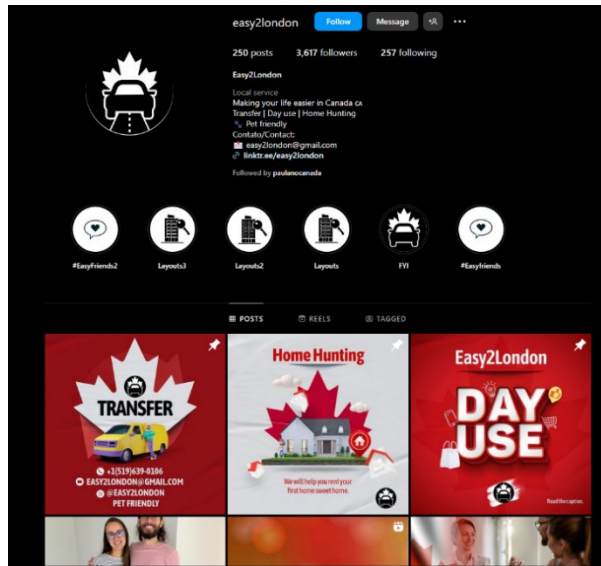 easy2london Follow Message
250 posts 3,617 followers 257 following
Easy2London
Local service
Making your life easier in Canada CA
Transfer | Day use | Home Hunting
Pet friendly
Contato/Contact:
easy2london@gmail.com
linktr.ee/easy2london
Followed by paulanocanada
#EasyFriends2 Layouts3 Layouts2 Layouts FYI #Easyfriends
POSTS REELS TAGGED
TRANSFER
+1(519)639-0106
EASY2LONDON@GMAIL.COM
@EASY2LONDON
PET FRIENDLY
Home Hunting
We will help you rent your
first home sweet home.
Easy2London
DAY
USE
Read the caption.